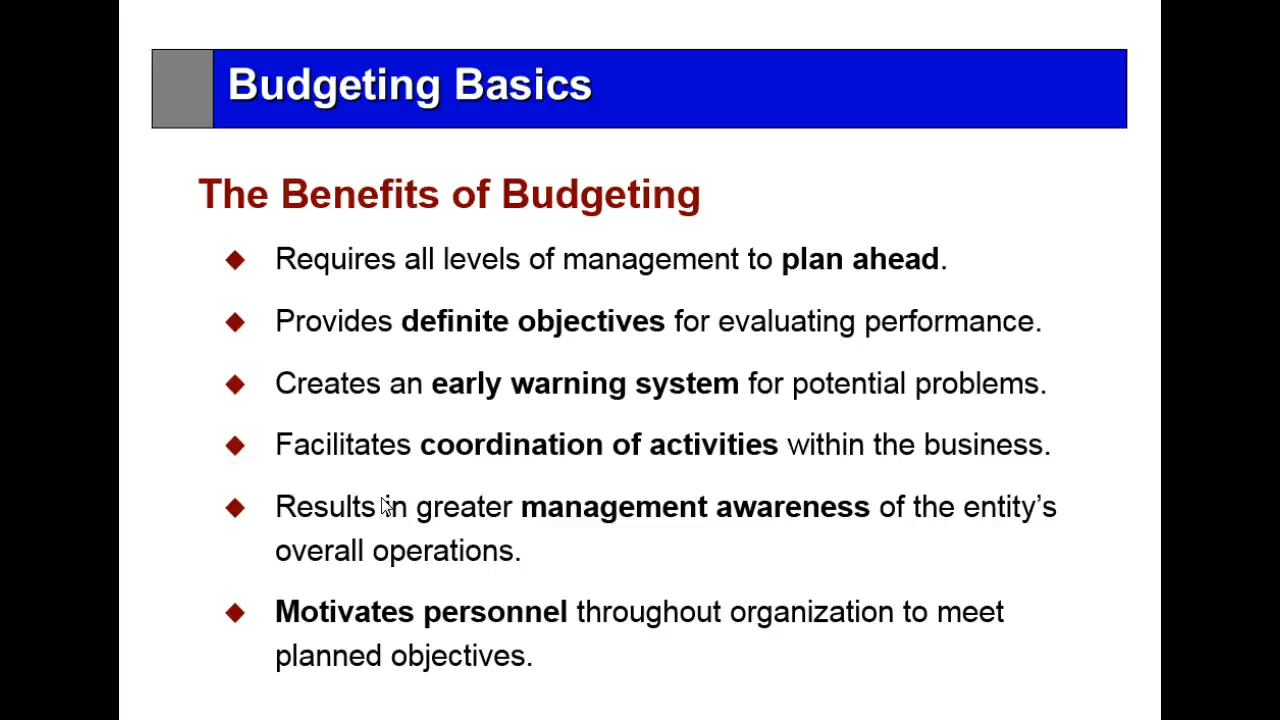 Budgeting Basics
The Benefits of Budgeting
Requires all levels of management to plan ahead.
Provides definite objectives for evaluating performance.
Creates an early warning system for potential problems.
Facilitates coordination of activities within the business.
Results in greater management awareness of the entity’s
overall operations.
Motivates personnel throughout organization to meet
planned objectives.